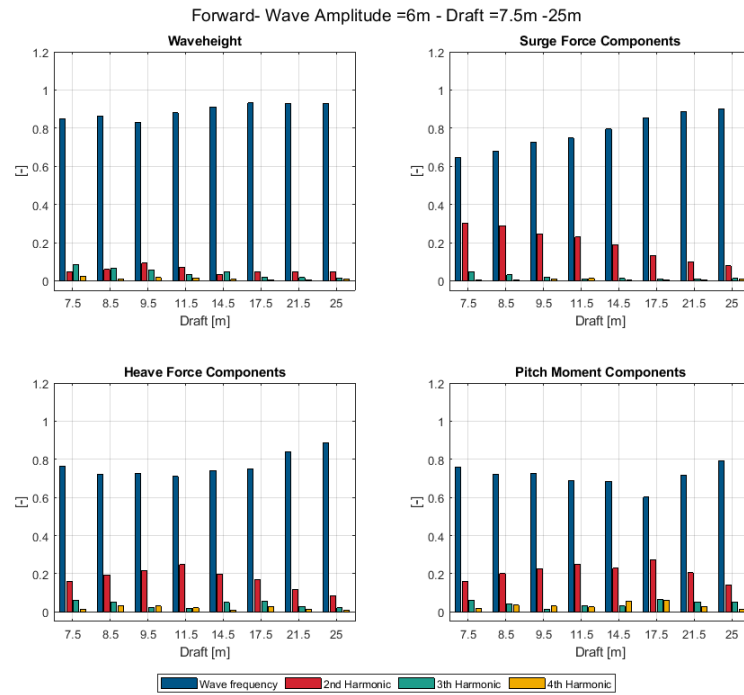 Forward- Wave Amplitude =6m - Draft =7.5m -25m
Waveheight
1.2
1
0.8
0.6
0.4
0.2
0
[-]
7.5 8.5 9.5 11.5 14.5 17.5 21.5 25
Draft [m]
Surge Force Components
1.2
1
0.8
0.6
0.4
0.2
0
[-]
7.5 8.5 9.5 11.5 14.5 17.5 21.5 25
Draft [m]
Heave Force Components
1.2
1
0.8
0.6
0.4
0.2
0
[-]
7.5 8.5 9.5 11.5 14.5 17.5 21.5 25
Draft [m]
Pitch Moment Components
1.2
1
0.8
0.6
0.4
0.2
0
[-]
7.5 8.5 9.5 11.5 14.5 17.5 21.5 25
Draft [m]
Wave frequency 2nd Harmonic 3th Harmonic 4th Harmonic